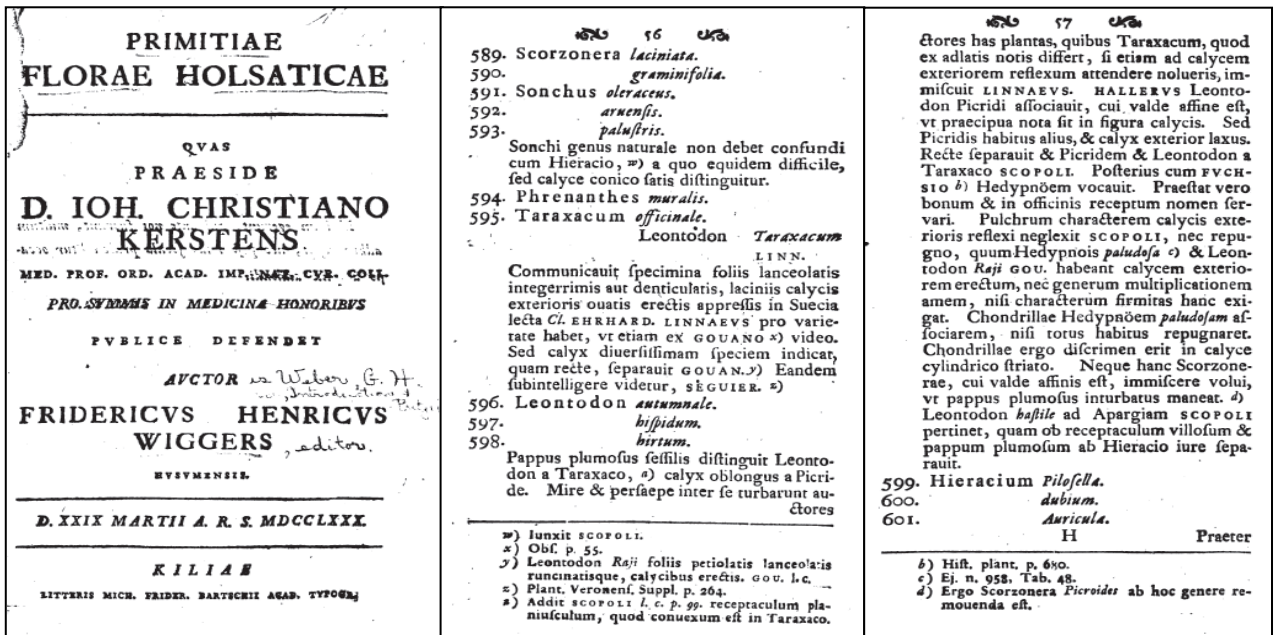 PRIMITIAE
FLORAE HOLSATICAE
QVAS
PRAESIDE
D. IOH. CHRISTIANO
KERSTENS
MED. PROF. ORD. ACAD. IMP. NAT. CVR. COLL.
PRO SVMMIS IN MEDICINA HONORIBVS
PVBLICE DEFENDET
AVCTOR is Weber, G. H.
FRIDERICVS HENRICVS
WIGGERS, editor.
HVSVMENSIS.
D. XXIX MARTII A. R. S. MDCCLXXX.
KILIAE
LITTERIS MICH. FRIDER. BARTSCHII ACAD. TYPOGR.
56
589. Scorzonera laciniata.
590. graminifolia.
591. Sonchus oleraceus.
592. aruenſis.
593. paluſtris.
Sonchi genus naturale non debet confundi
cum Hieracio, w) a quo equidem difficile,
ſed calyce conico ſatis diſtinguitur.
594. Phrenanthes muralis.
595. Taraxacum officinale.
Leontodon Taraxacum
LINN.
Communicauit ſpecimina foliis lanceolatis
integerrimis aut denticulatis, laciniis calycis
exterioris ouatis erectis appreſſis in Suecia
lecta Cl. EHRHARD. LINNAEVS pro varie-
tate habet, vt etiam ex GOUANO x) video.
Sed calyx diuerſiſſimam ſpeciem indicat,
quam recte, ſeparauit GOUAN. y) Eandem
ſubintelligere videtur, SEGUIER. z)
596. Leontodon autumnale.
597. hiſpidum.
598. hirtum.
Pappus plumoſus ſeſſilis diſtinguit Leonto-
don a Taraxaco, a) calyx oblongus a Picri-
de. Mire & perſaepe inter ſe turbarunt au-
ctores
w) Iunxit SCOPOLI.
x) Obſ. p. 55.
y) Leontodon Raji foliis petiolatis lanceolatis
runcinatisque, calycibus erectis. GOU. l. c.
z) Plant. Veronenſ. Suppl. p. 264.
a) Addit SCOPOLI l. c. p. 99. receptaculum pla-
niuſculum, quod conuexum eſt in Taraxaco.
57
ctores has plantas, quibus Taraxacum, quod
ex adlatis notis differt, ſi etiam ad calycem
exteriorem reflexum attendere nolueris, im-
miſcuit LINNAEVS. HALLERVS Leonto-
don Picridi aſſociauit, cui valde affine eſt,
vt praecipua nota ſit in figura calycis. Sed
Picridis habitus alius, & calyx exterior laxus.
Recte ſeparauit & Picridem & Leontodon a
Taraxaco SCOPOLI. Poſterius cum FVCH-
SIO b) Hedypnöem vocauit. Praeſtat vero
bonum & in officinis receptum nomen ſer-
vari. Pulchrum characterem calycis exte-
rioris reflexi neglexit SCOPOLI, nec repu-
gno, quum Hedypnois paludoſa c) & Leon-
todon Raji GOU. habeant calycem exterio-
rem erectum, nec generum multiplicationem
amem, niſi characterum firmitas hanc exi-
gat. Chondrillae Hedypnöem paludoſam aſ-
ſociarem, niſi totus habitus repugnaret.
Chondrillae ergo diſcrimen erit in calyce
cylindrico ſtriato. Neque hanc Scorzone-
rae, cui valde affinis eſt, immiſcere volui,
vt pappus plumoſus inturbatus maneat. d)
Leontodon haſtile ad Apargiam SCOPOLI
pertinet, quam ob receptaculum villoſum &
pappum plumoſum ab Hieracio iure ſepa-
rauit.
599. Hieracium Piloſella.
600. dubium.
601. Auricula.
H Praeter
b) Hiſt. plant. p. 680.
c) Ej. n. 958. Tab. 48.
d) Ergo Scorzonera Picroides ab hoc genere re-
mouenda eſt.